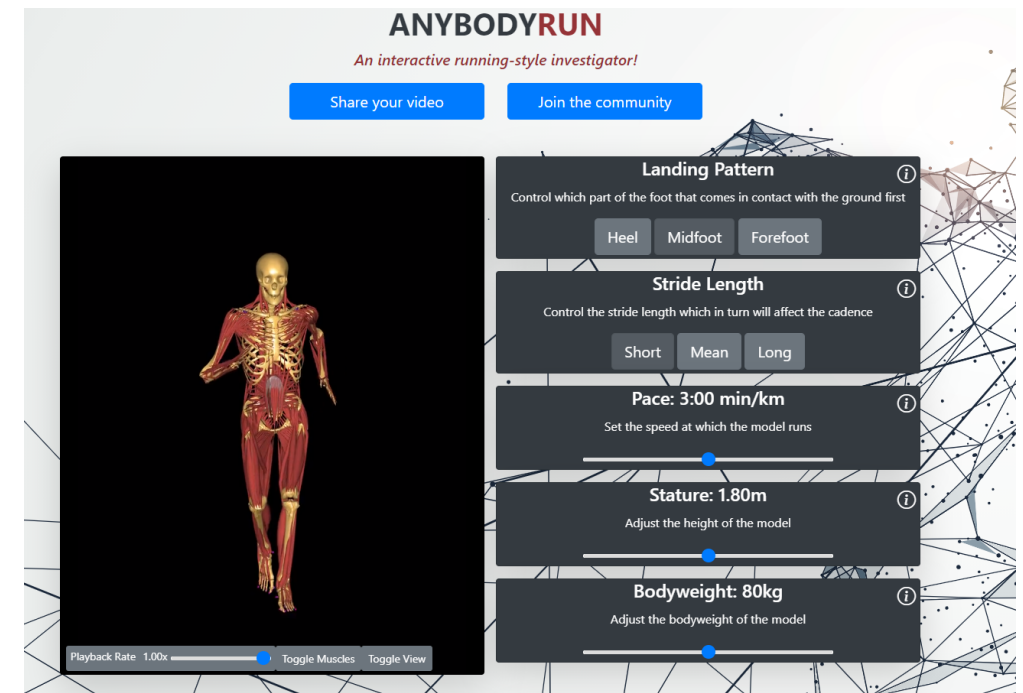 ANYBODYRUN
An interactive running-style investigator!
Share your video
Join the community
Landing Pattern
Control which part of the foot that comes in contact with the ground first
Heel
Midfoot
Forefoot
Stride Length
Control the stride length which in turn will affect the cadence
Short
Mean
Long
Pace: 3:00 min/km
Set the speed at which the model runs
Stature: 1.80m
Adjust the height of the model
Bodyweight: 80kg
Adjust the bodyweight of the model
Playback Rate 1.00x
Toggle Muscles
Toggle View